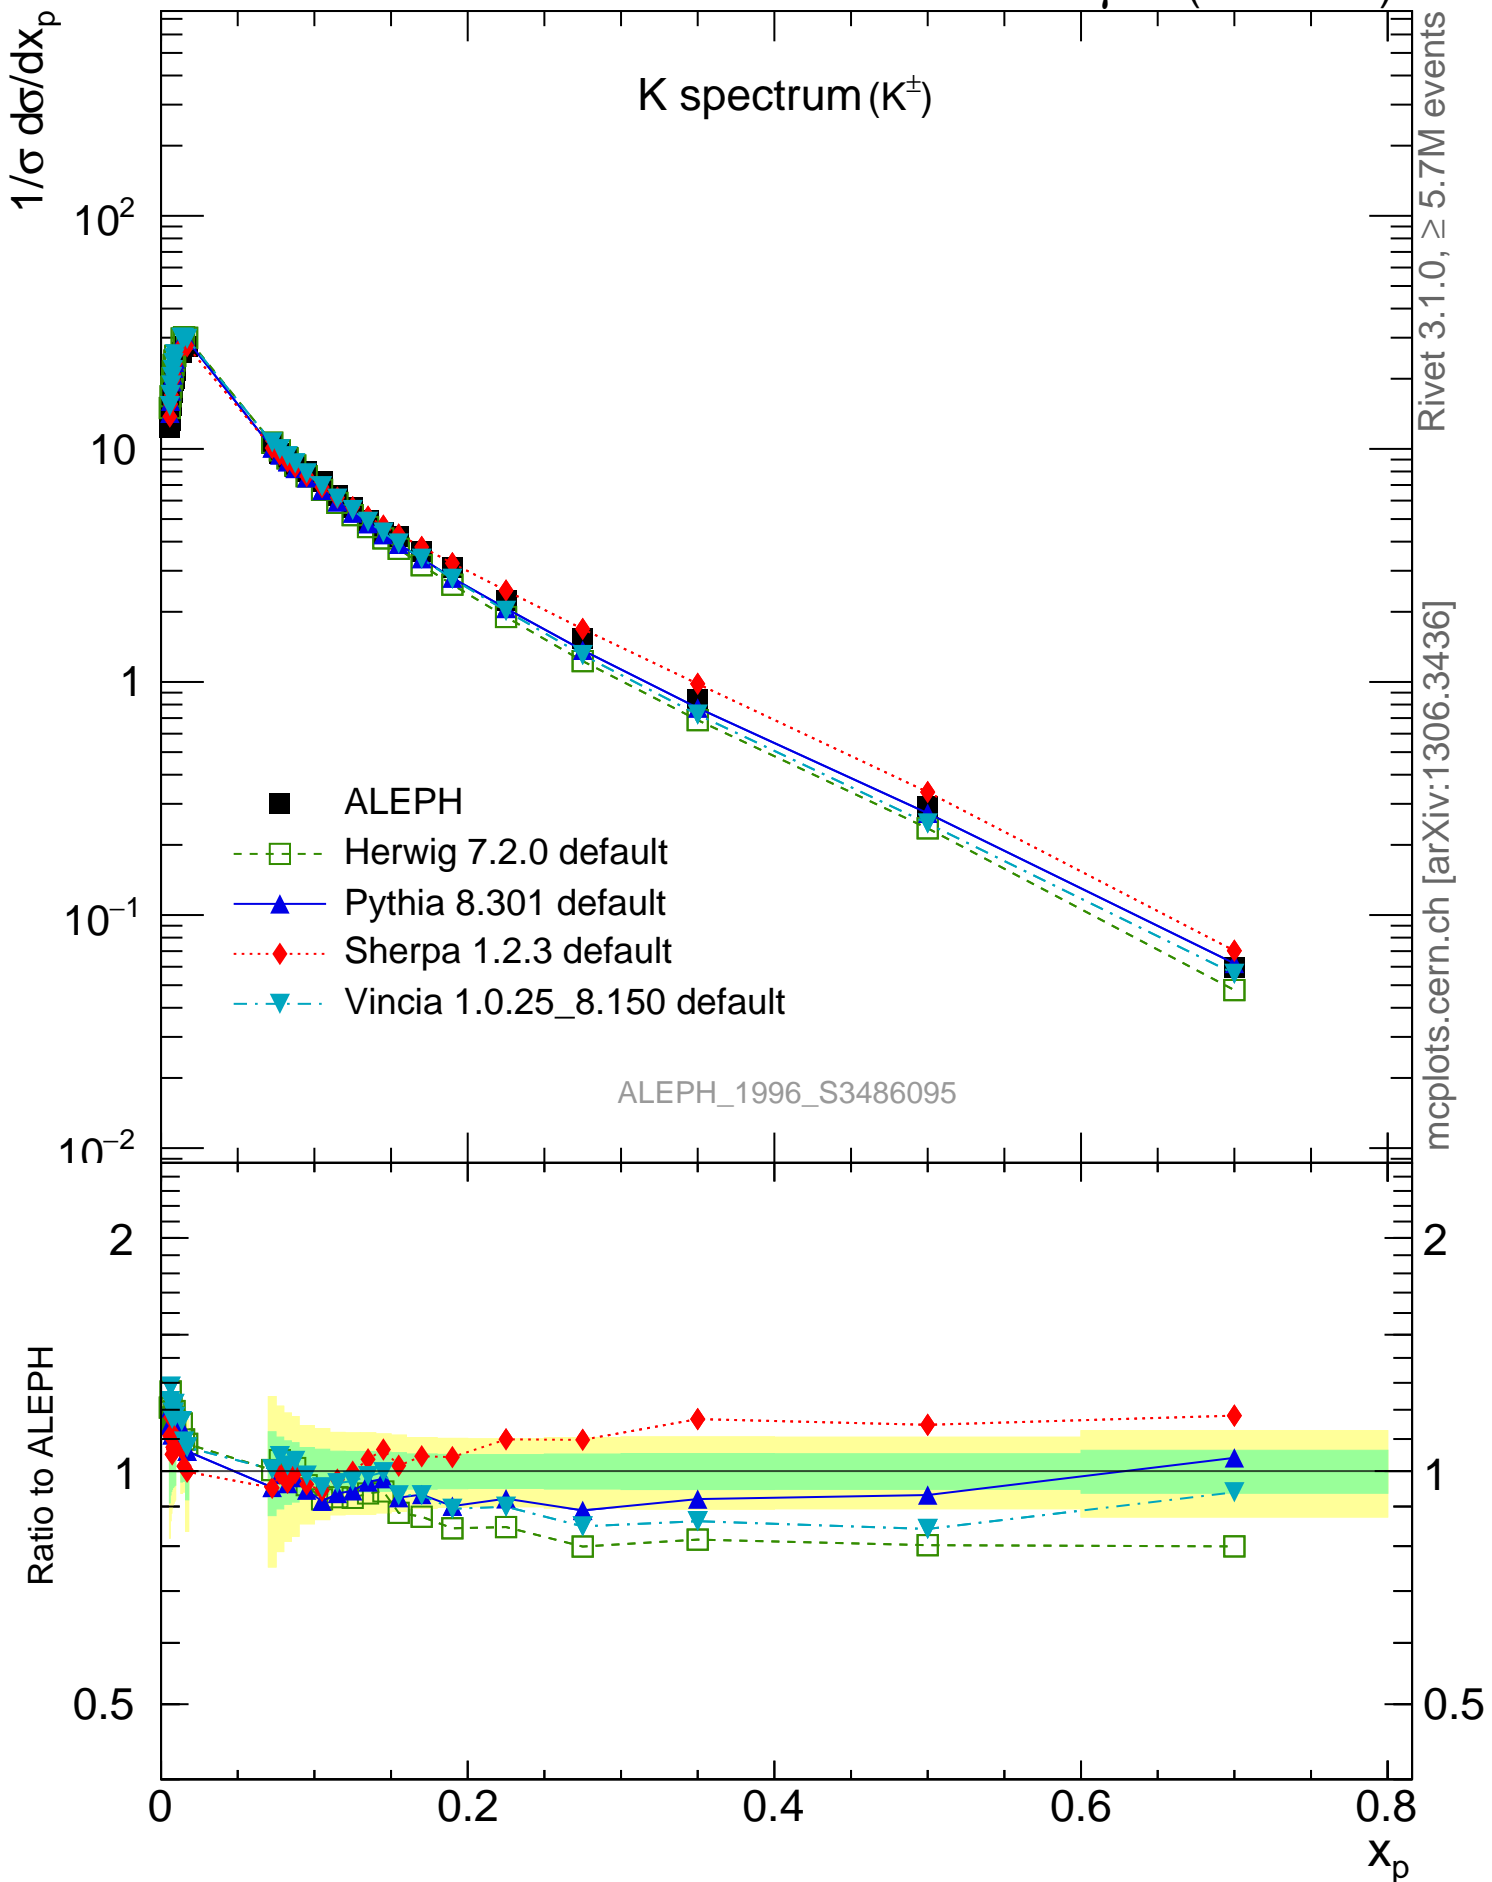 1/σ dσ/dx_p
K spectrum (K^±)
10^2
10
1
10^−1
10^−2
ALEPH
Herwig 7.2.0 default
Pythia 8.301 default
Sherpa 1.2.3 default
Vincia 1.0.25_8.150 default
ALEPH_1996_S3486095
Rivet 3.1.0, ≥ 5.7M events
mcplots.cern.ch [arXiv:1306.3436]
Ratio to ALEPH
2
1
0.5
2
1
0.5
0
0.2
0.4
0.6
0.8
x_p